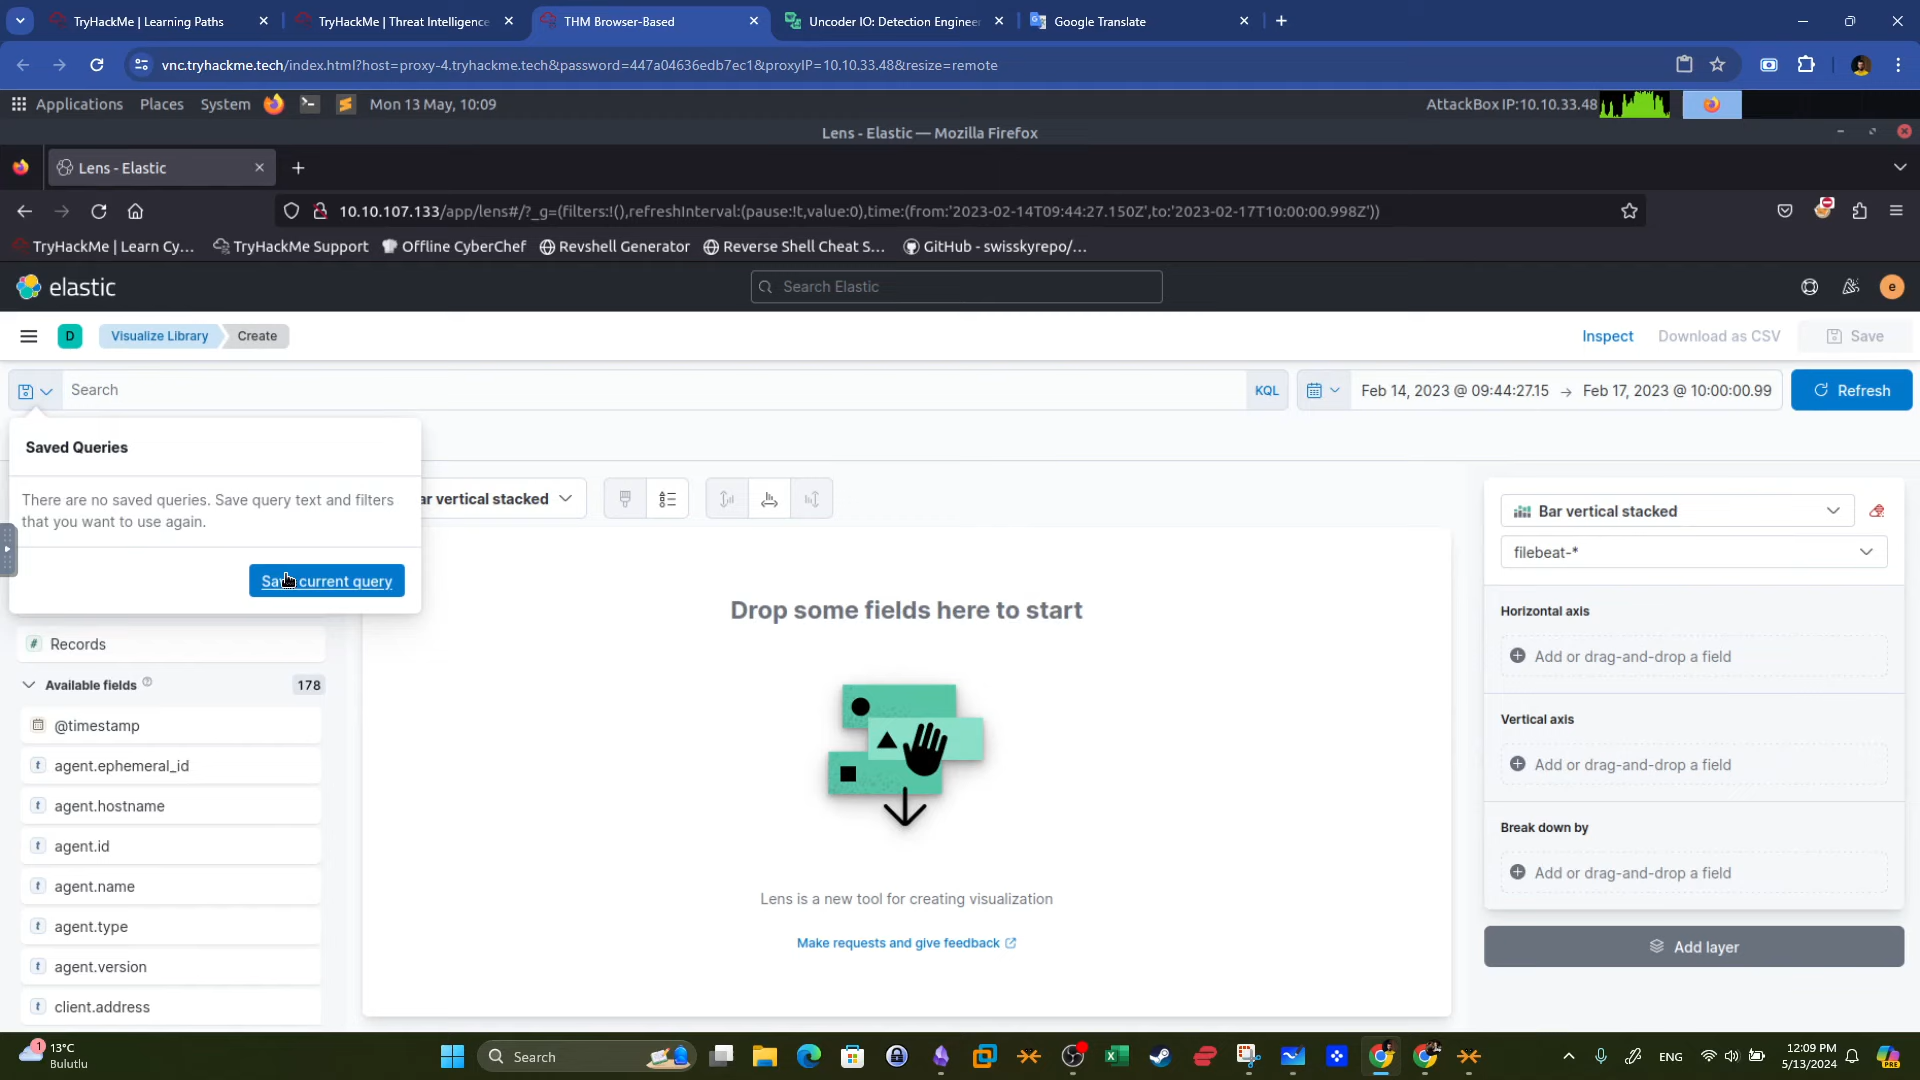 TryHackMe | Learning Paths
TryHackMe | Threat Intelligence
THM Browser-Based
Uncoder IO: Detection Engineer
Google Translate
vnc.tryhackme.tech/index.html?host=proxy-4.tryhackme.tech&password=447a04636edb7ec1&proxyIP=10.10.33.48&resize=remote
Applications Places System Mon 13 May, 10:09 AttackBox IP:10.10.33.48
Lens - Elastic — Mozilla Firefox
Lens - Elastic
10.10.107.133/app/lens#/?_g=(filters:!(),refreshInterval:(pause:!t,value:0),time:(from:'2023-02-14T09:44:27.150Z',to:'2023-02-17T10:00:00.998Z'))
TryHackMe | Learn Cy... TryHackMe Support Offline CyberChef Revshell Generator Reverse Shell Cheat S... GitHub - swisskyrepo/...
elastic Search Elastic e
D Visualize Library Create Inspect Download as CSV Save
Search KQL Feb 14, 2023 @ 09:44:27.15 → Feb 17, 2023 @ 10:00:00.99 Refresh
Saved Queries
There are no saved queries. Save query text and filters
that you want to use again.
Save current query
ar vertical stacked
Records
Available fields 178
@timestamp
agent.ephemeral_id
agent.hostname
agent.id
agent.name
agent.type
agent.version
client.address
Drop some fields here to start
Lens is a new tool for creating visualization
Make requests and give feedback
Bar vertical stacked
filebeat-*
Horizontal axis
Add or drag-and-drop a field
Vertical axis
Add or drag-and-drop a field
Break down by
Add or drag-and-drop a field
Add layer
1 13°C
Bulutlu
Search
ENG
12:09 PM
5/13/2024
PRE